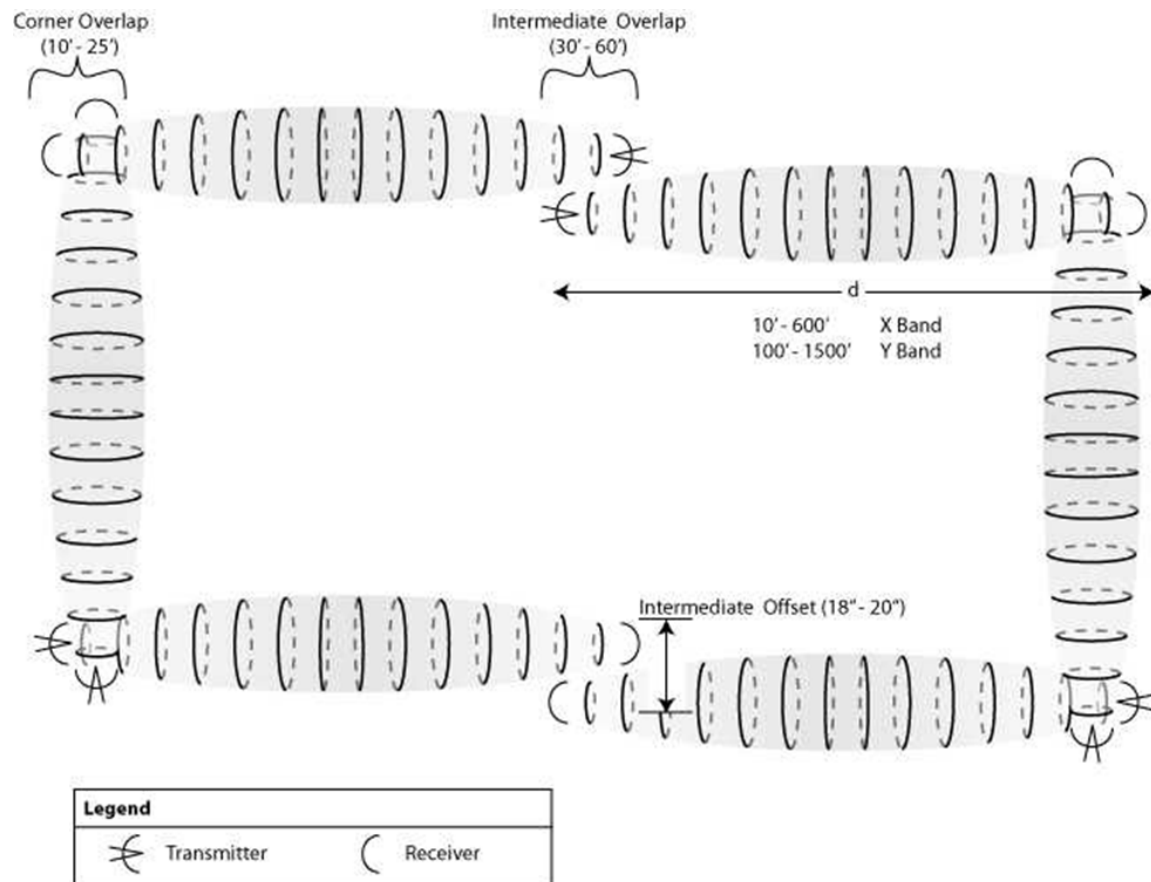 Corner Overlap
(10’ - 25’)
Intermediate Overlap
(30’ - 60’)
d
10’ - 600’ X Band
100’ - 1500’ Y Band
Intermediate Offset (18” - 20”)
Legend
Transmitter
Receiver